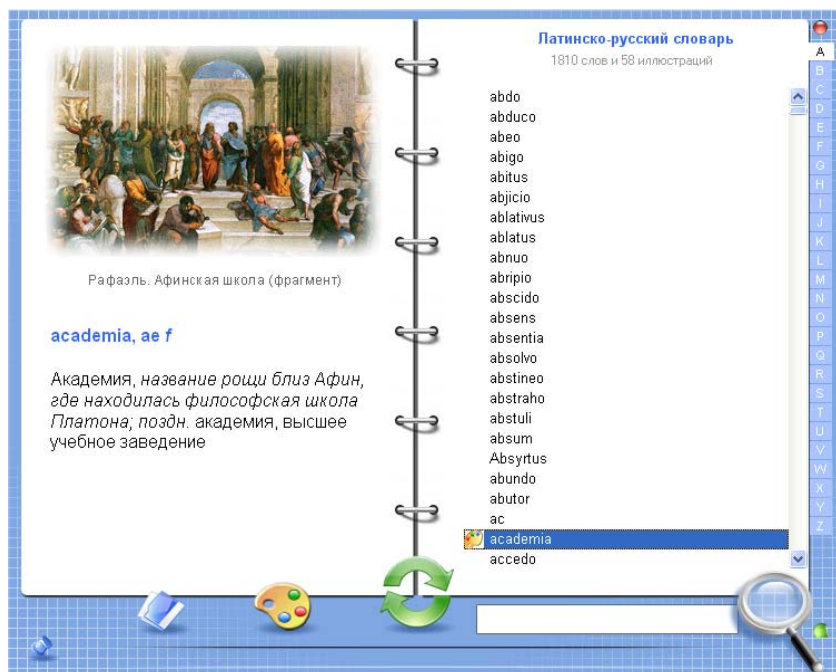 Рафаэль. Афинская школа (фрагмент)
academia, ae f
Академия, название рощи близ Афин,
где находилась философская школа
Платона; поздн. академия, высшее
учебное заведение
Латинско-русский словарь
1810 слов и 58 иллюстраций
abdo
abduco
abeo
abigo
abitus
abjicio
ablativus
ablatus
abnuo
abripio
abscido
absens
absentia
absolvo
abstineo
abstraho
abstuli
absum
Absyrtus
abundo
abutor
ac
academia
accedo
A
B
C
D
E
F
G
H
I
J
K
L
M
N
O
P
Q
R
S
T
U
V
W
X
Y
Z